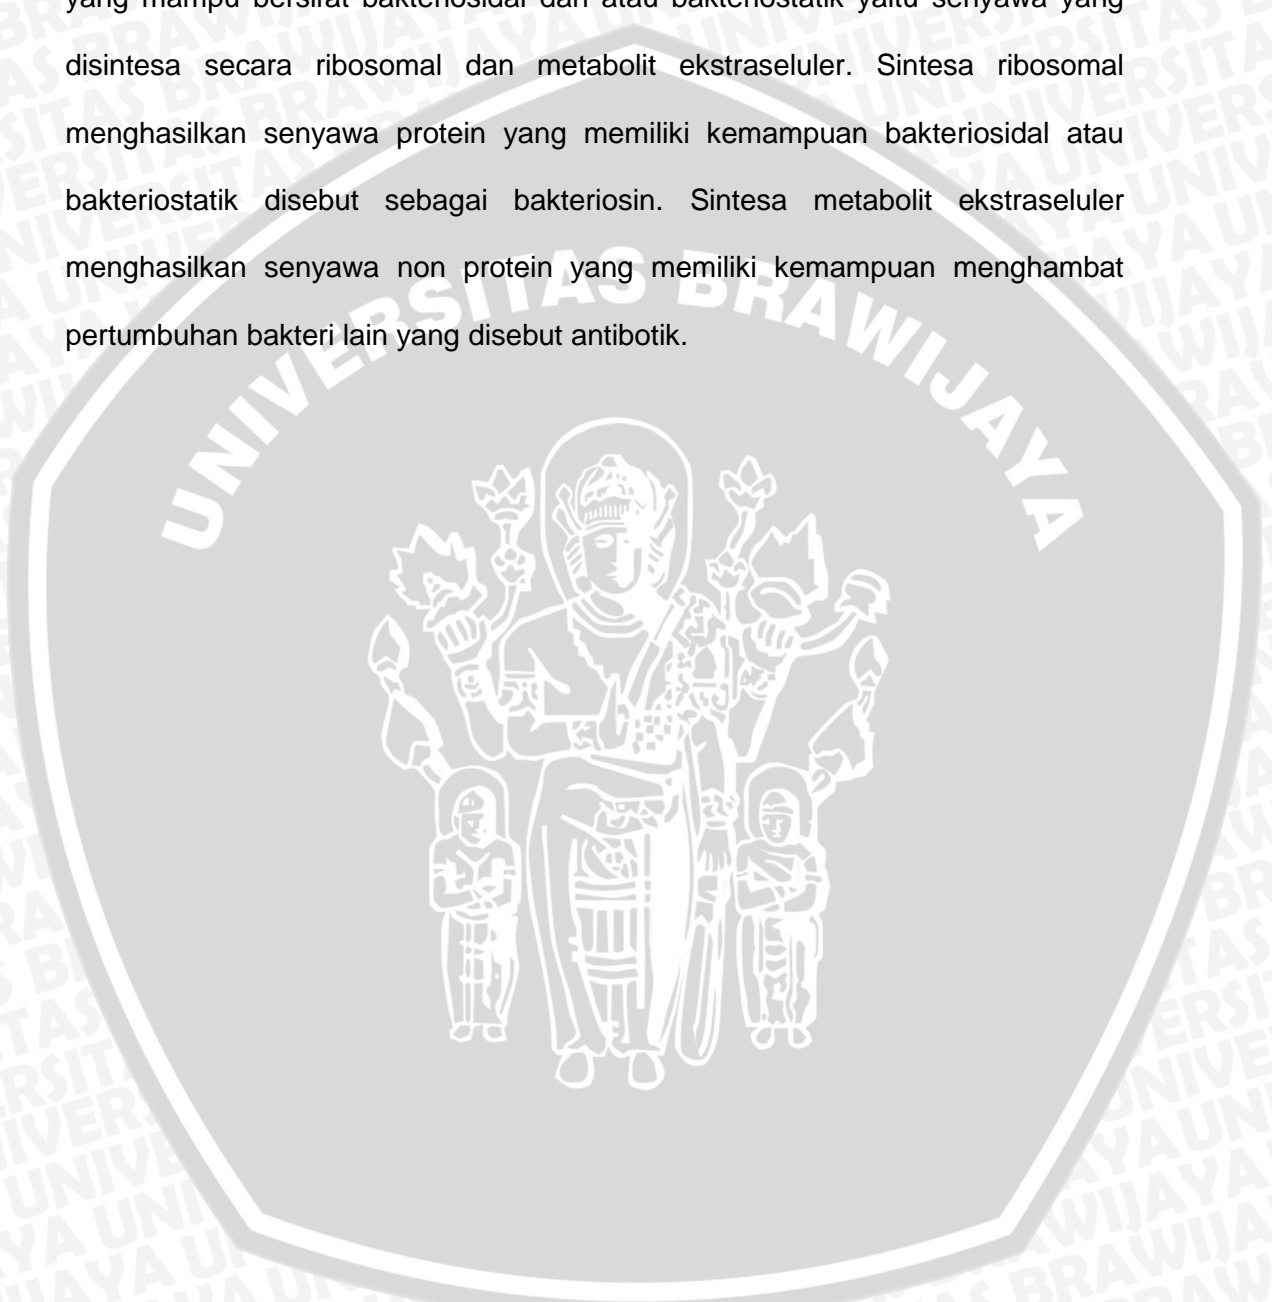 yang mampu bersifat bakteriosidal dan atau bakteriostatik yaitu senyawa yang
disintesa secara ribosomal dan metabolit ekstraseluler. Sintesa ribosomal
menghasilkan senyawa protein yang memiliki kemampuan bakteriosidal atau
bakteriostatik disebut sebagai bakteriosin. Sintesa metabolit ekstraseluler
menghasilkan senyawa non protein yang memiliki kemampuan menghambat
pertumbuhan bakteri lain yang disebut antibotik.
UNIVERSITAS BRAWIJAYA